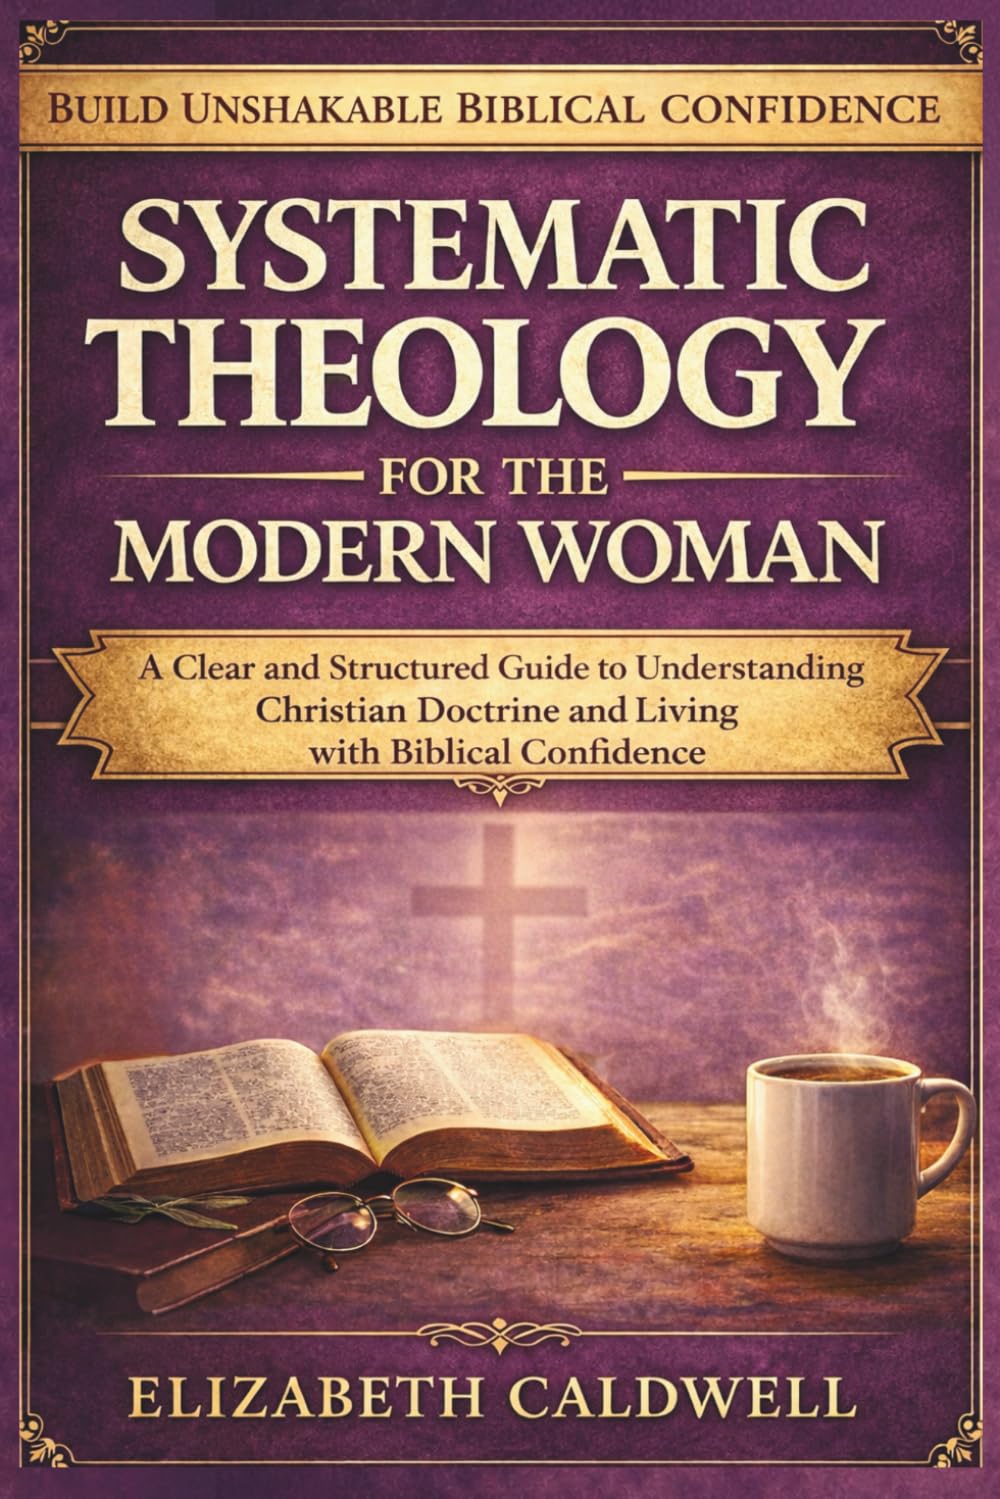 BUILD UNSHAKABLE BIBLICAL CONFIDENCE
SYSTEMATIC
THEOLOGY
FOR THE
MODERN WOMAN
A Clear and Structured Guide to Understanding
Christian Doctrine and Living
with Biblical Confidence
ELIZABETH CALDWELL